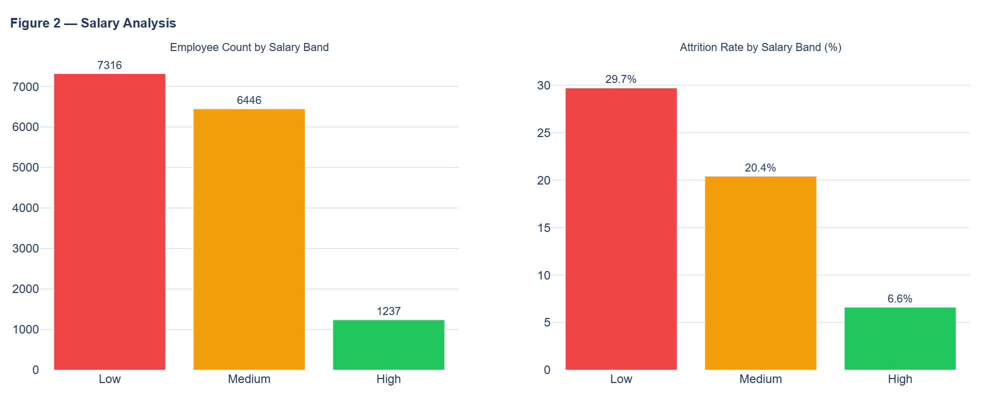 Figure 2 — Salary Analysis
Employee Count by Salary Band
7316
7000
6446
6000
5000
4000
3000
2000
1237
1000
0
Low
Medium
High
Attrition Rate by Salary Band (%)
29.7%
30
25
20.4%
20
15
10
6.6%
5
0
Low
Medium
High